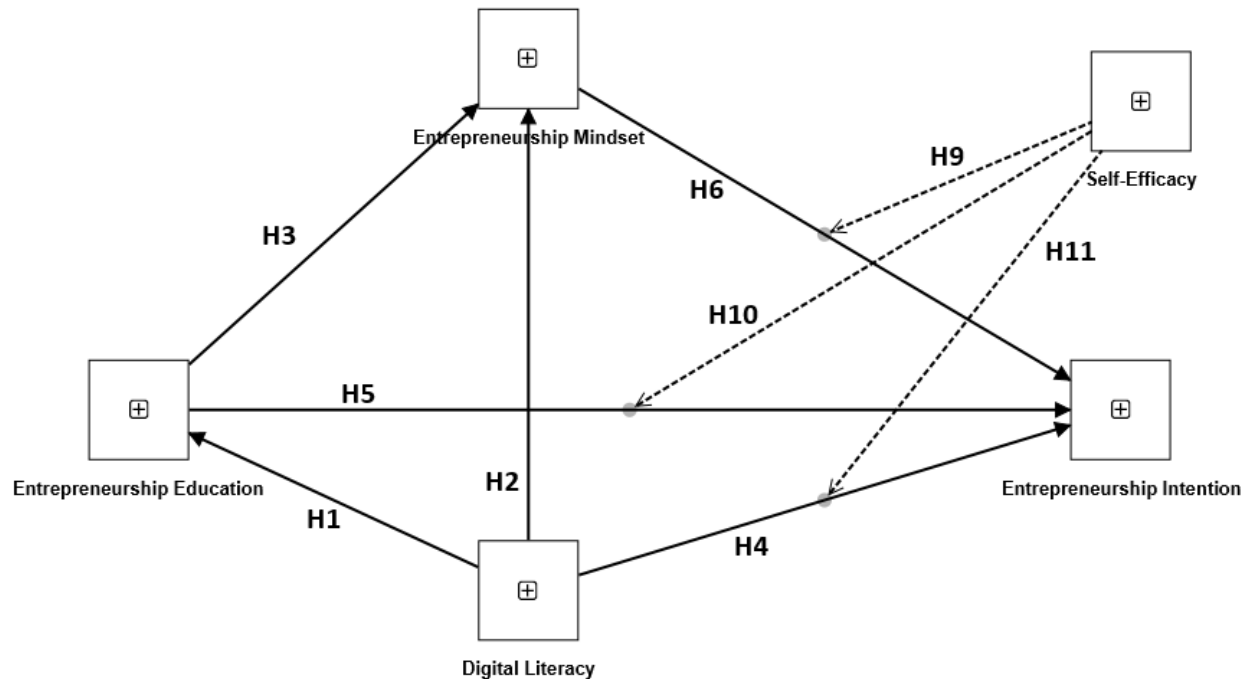 Entrepreneurship Mindset
H9
Self-Efficacy
H6
H3
H11
H10
H5
Entrepreneurship Education
H2
Entrepreneurship Intention
H1
H4
Digital Literacy